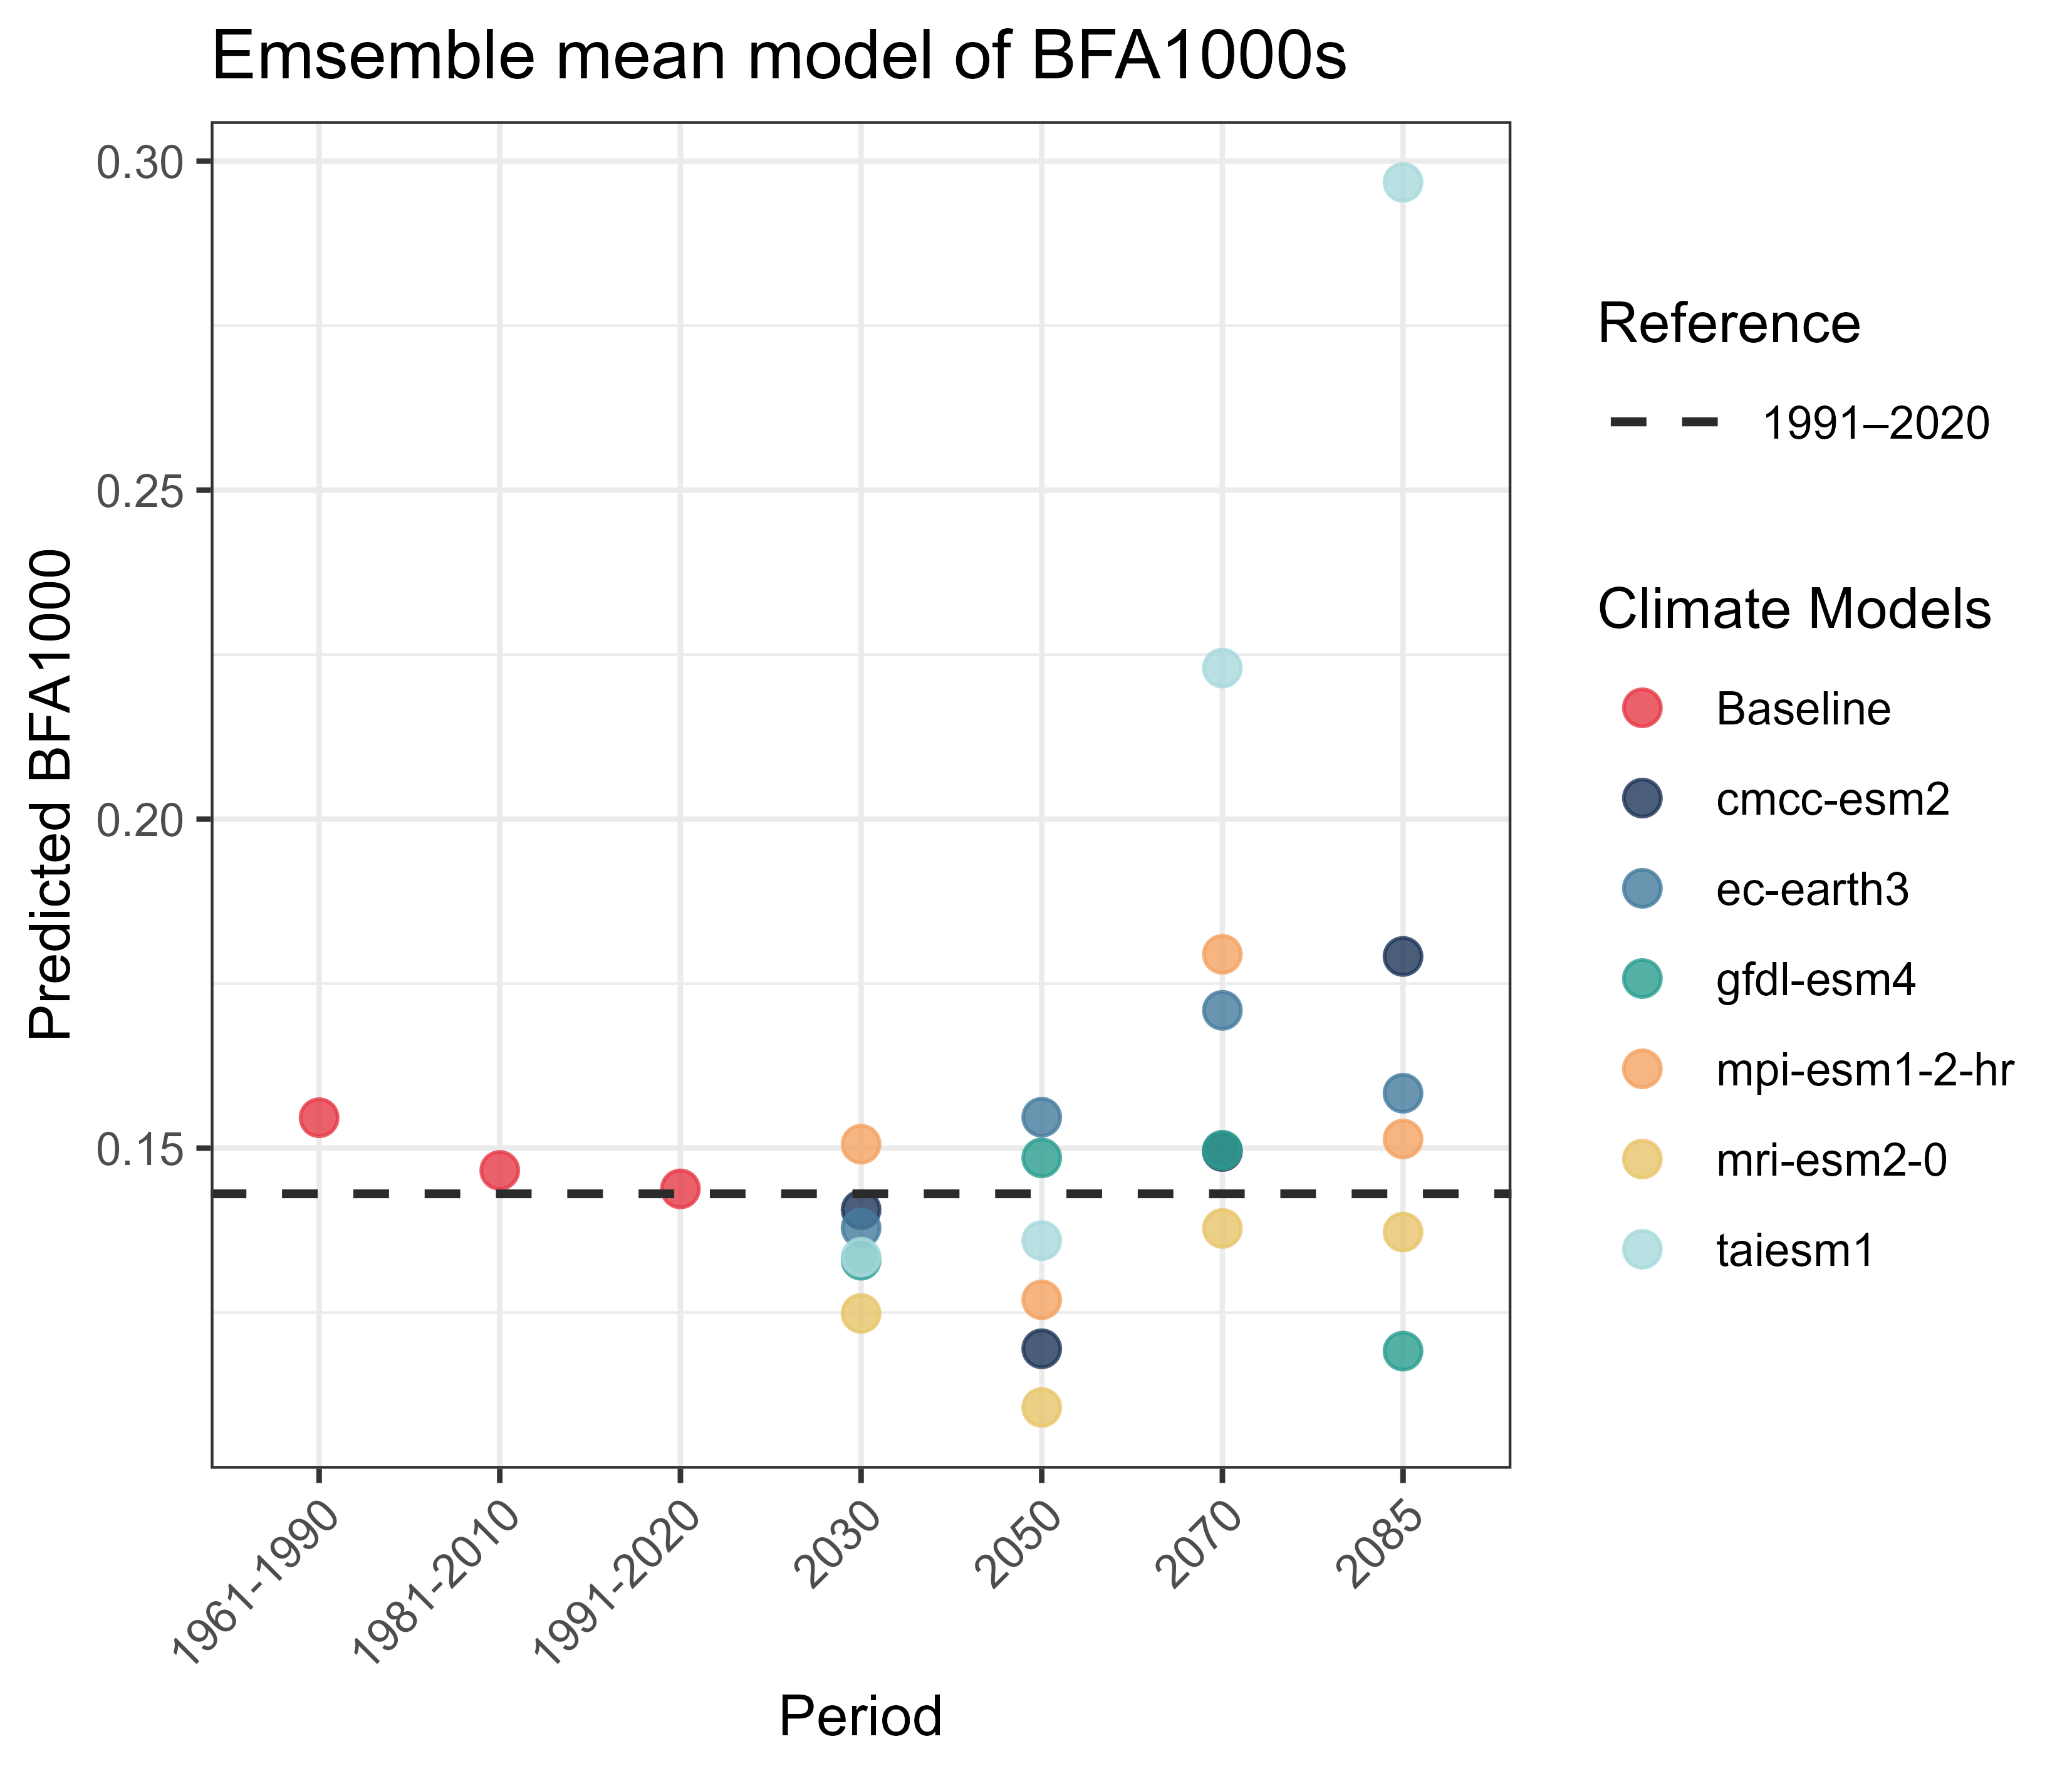 Emsemble mean model of BFA1000s
0.30
0.25
0.20
0.15
Predicted BFA1000
1961-1990
1981-2010
1991-2020
2030
2050
2070
2085
Period
Reference
1991–2020
Climate Models
Baseline
cmcc-esm2
ec-earth3
gfdl-esm4
mpi-esm1-2-hr
mri-esm2-0
taiesm1